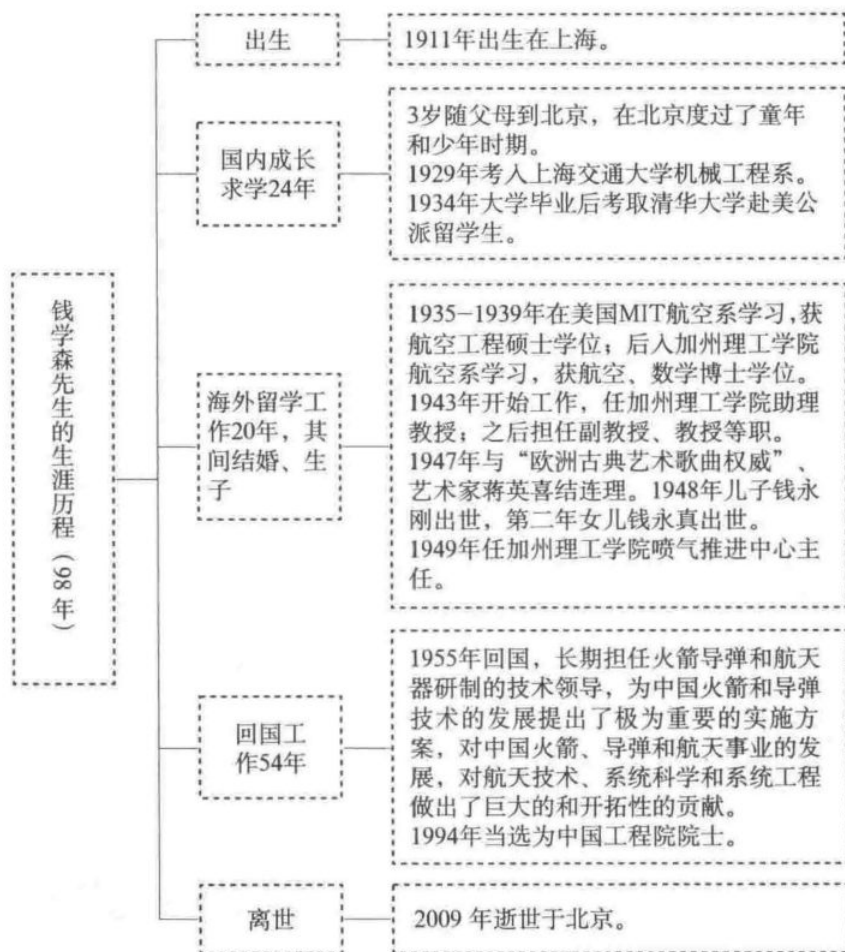 钱学森先生的生涯历程（98年）
出生
1911年出生在上海。
国内成长
求学24年
3岁随父母到北京，在北京度过了童年
和少年时期。
1929年考入上海交通大学机械工程系。
1934年大学毕业后考取清华大学赴美公
派留学生。
海外留学工
作20年，其
间结婚、生
子
1935–1939年在美国MIT航空系学习，获
航空工程硕士学位；后入加州理工学院
航空系学习，获航空、数学博士学位。
1943年开始工作，任加州理工学院助理
教授；之后担任副教授、教授等职。
1947年与“欧洲古典艺术歌曲权威”、
艺术家蒋英喜结连理。1948年儿子钱永
刚出世，第二年女儿钱永真出世。
1949年任加州理工学院喷气推进中心主
任。
回国工
作54年
1955年回国，长期担任火箭导弹和航天
器研制的技术领导，为中国火箭和导弹
技术的发展提出了极为重要的实施方
案，对中国火箭、导弹和航天事业的发
展，对航天技术、系统科学和系统工程
做出了巨大的和开拓性的贡献。
1994年当选为中国工程院院士。
离世
2009 年逝世于北京。